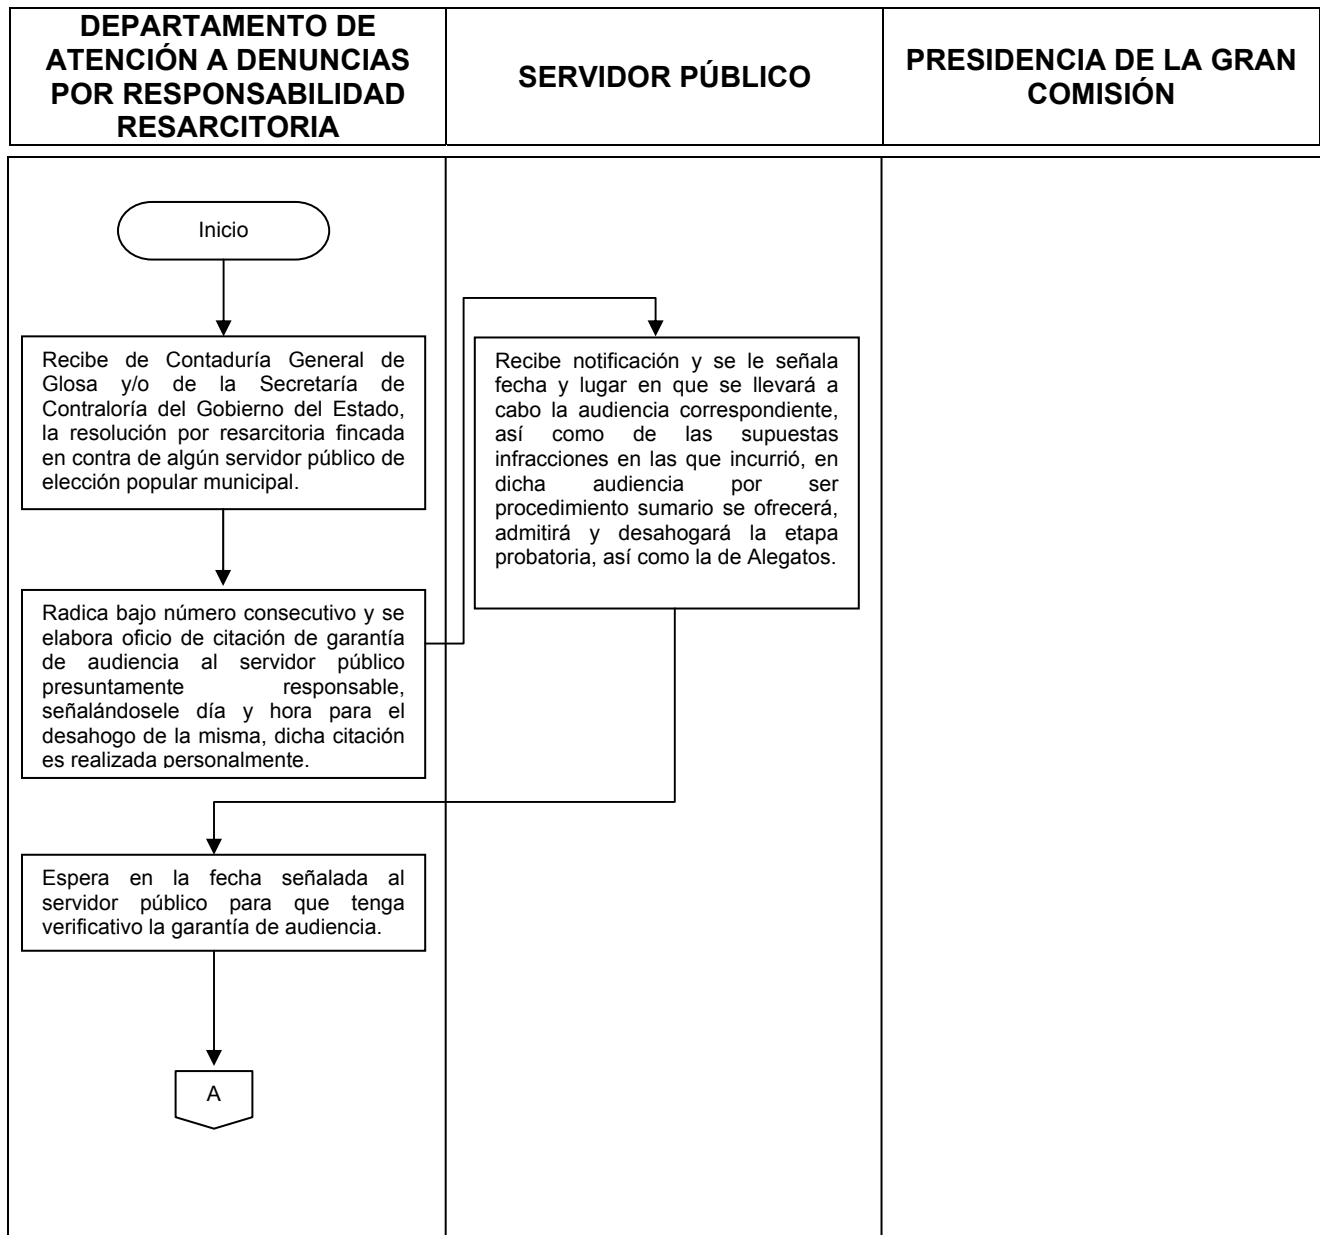 DEPARTAMENTO DE
ATENCIÓN A DENUNCIAS
POR RESPONSABILIDAD
RESARCITORIA
SERVIDOR PÚBLICO
PRESIDENCIA DE LA GRAN
COMISIÓN
Inicio
Recibe de Contaduría General de
Glosa y/o de la Secretaría de
Contraloría del Gobierno del Estado,
la resolución por resarcitoria fincada
en contra de algún servidor público de
elección popular municipal.
Radica bajo número consecutivo y se
elabora oficio de citación de garantía
de audiencia al servidor público
presuntamente responsable,
señalándosele día y hora para el
desahogo de la misma, dicha citación
es realizada personalmente.
Recibe notificación y se le señala
fecha y lugar en que se llevará a
cabo la audiencia correspondiente,
así como de las supuestas
infracciones en las que incurrió, en
dicha audiencia por ser
procedimiento sumario se ofrecerá,
admitirá y desahogará la etapa
probatoria, así como la de Alegatos.
Espera en la fecha señalada al
servidor público para que tenga
verificativo la garantía de audiencia.
A